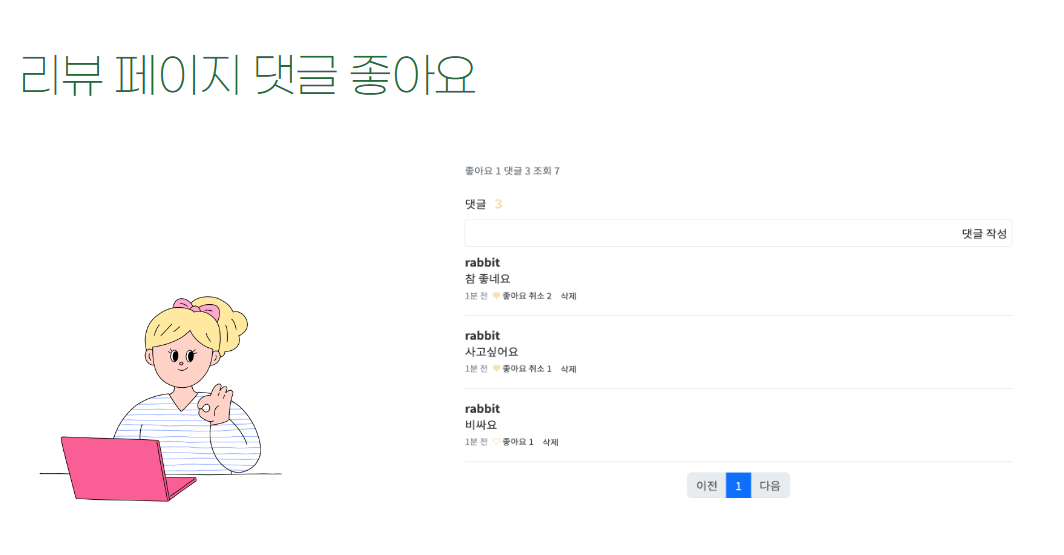 리뷰 페이지 댓글 좋아요
좋아요 1 댓글 3 조회 7
댓글 3
댓글 작성
rabbit
참 좋네요
1분 전 좋아요 취소 2 삭제
rabbit
사고싶어요
1분 전 좋아요 취소 1 삭제
rabbit
비싸요
1분 전 좋아요 1 삭제
이전 1 다음